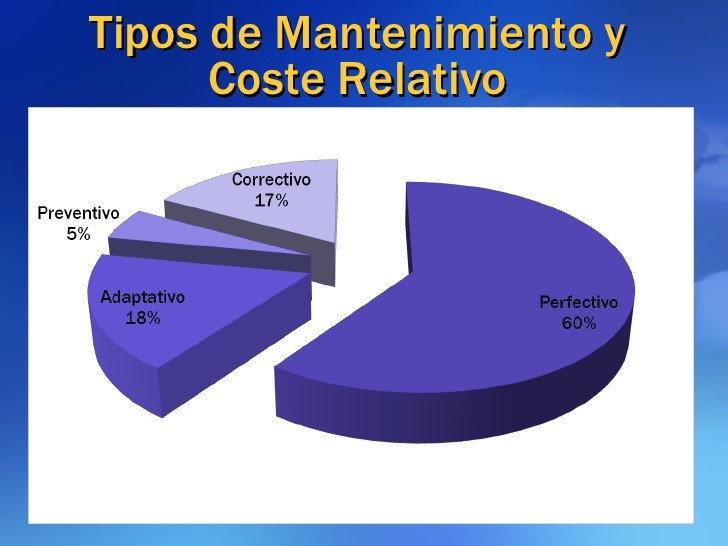 Tipos de Mantenimiento y
Coste Relativo
Correctivo
17%
Preventivo
5%
Adaptativo
18%
Perfectivo
60%